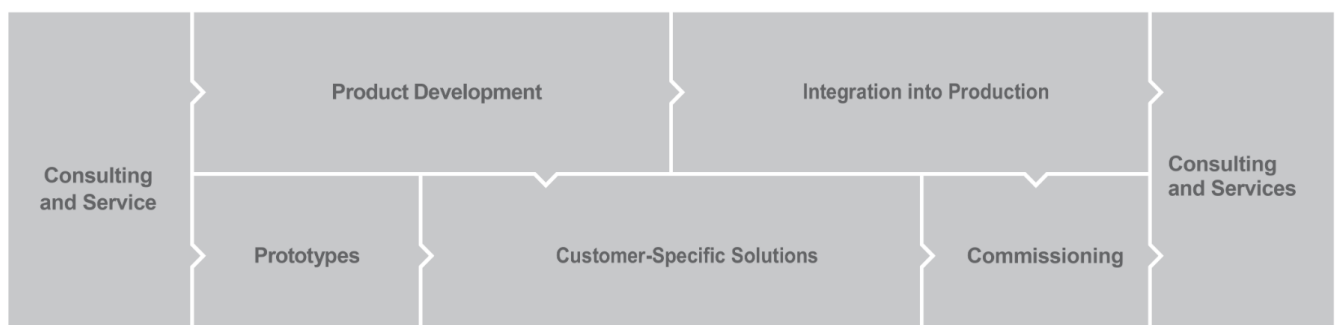 Consulting
and Service
Product Development
Integration into Production
Prototypes
Customer-Specific Solutions
Commissioning
Consulting
and Services